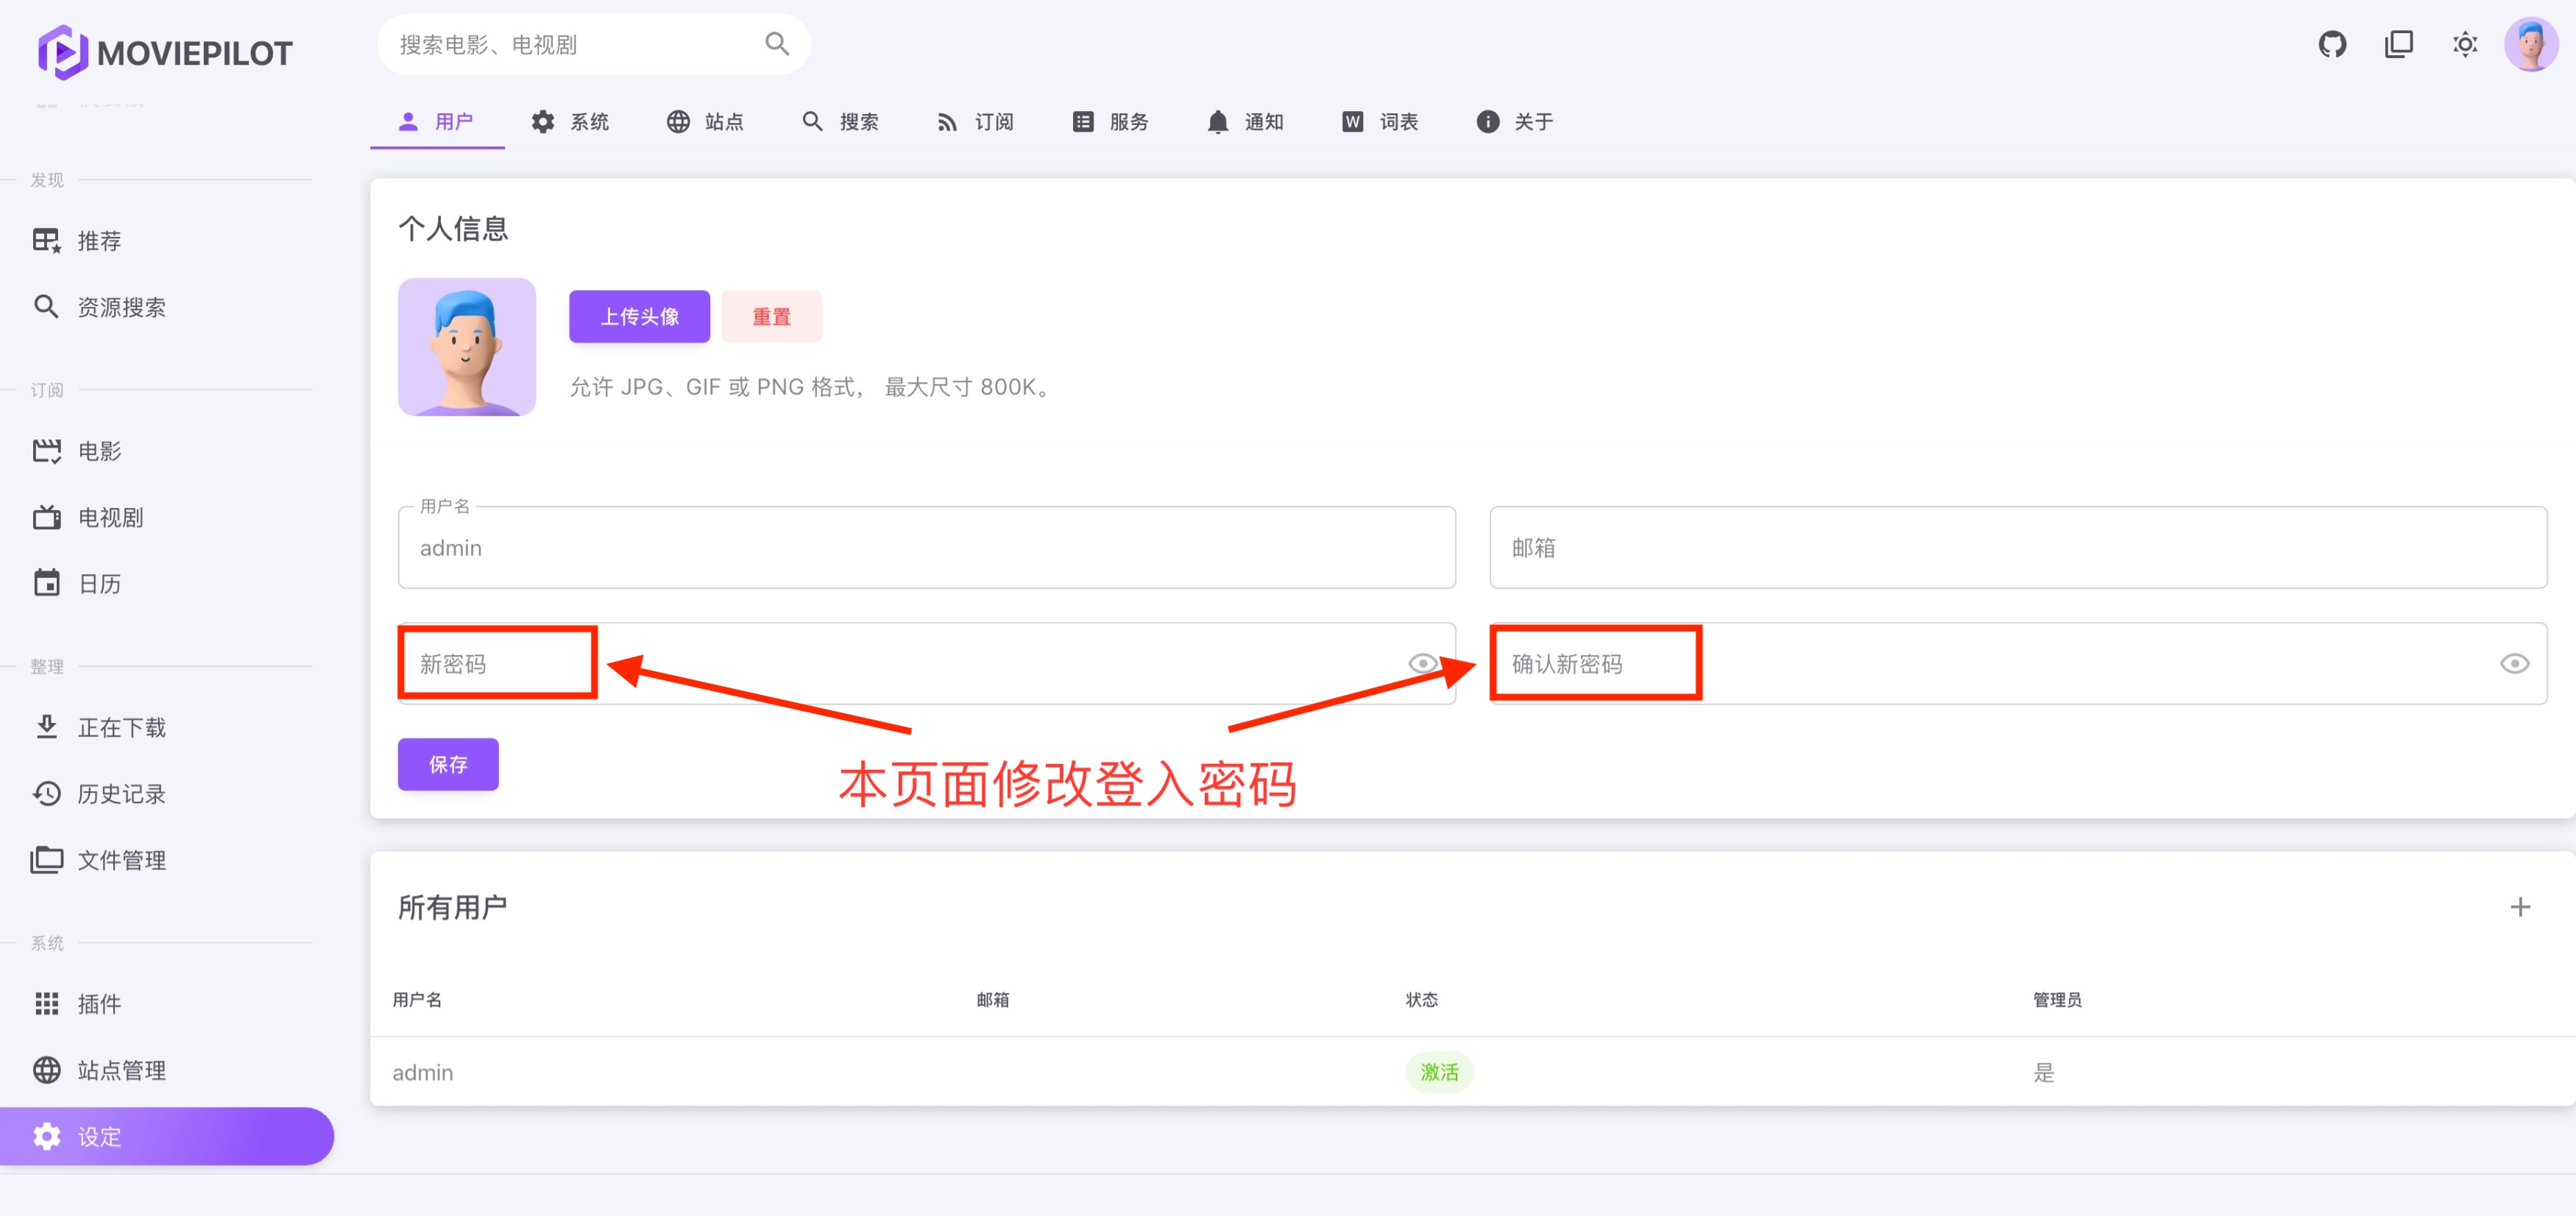 MOVIEPILOT
搜索电影、电视剧
用户 系统 站点 搜索 订阅 服务 通知 W 词表 关于
发现
推荐
资源搜索
订阅
电影
电视剧
日历
整理
正在下载
历史记录
文件管理
系统
插件
站点管理
设定
个人信息
上传头像 重置
允许 JPG、GIF 或 PNG 格式， 最大尺寸 800K。
用户名
admin
邮箱
新密码
确认新密码
保存
本页面修改登入密码
所有用户
用户名 邮箱 状态 管理员
admin 激活 是